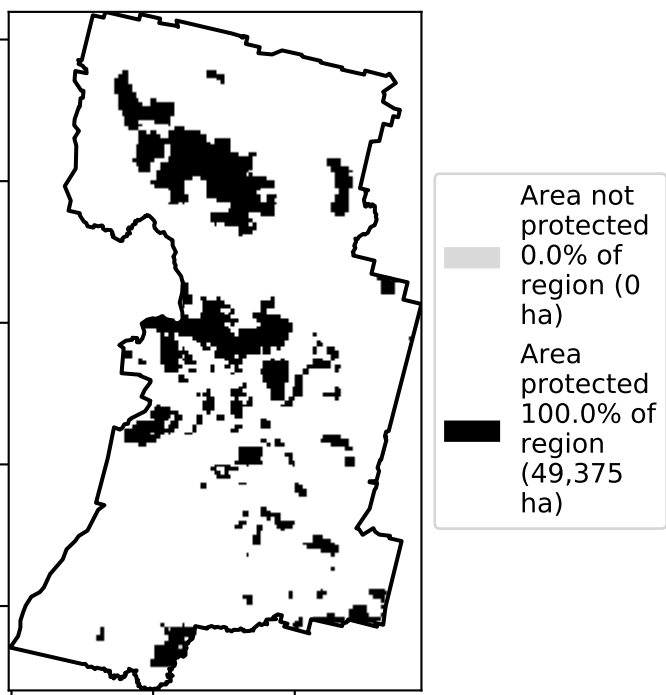 Area not
protected
0.0% of
region (0
ha)
Area
protected
100.0% of
region
(49,375
ha)